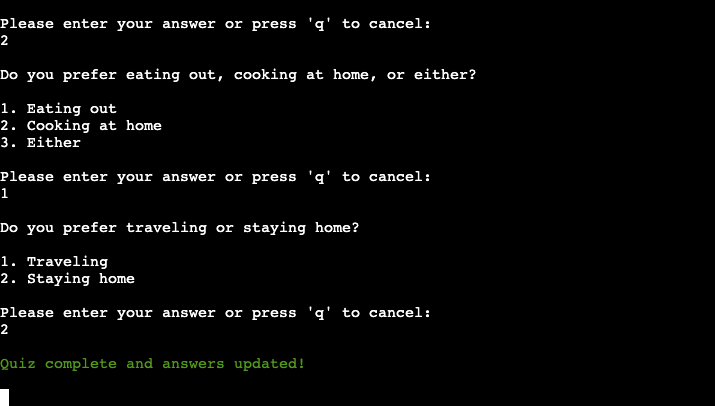 Please enter your answer or press 'q' to cancel:
2
Do you prefer eating out, cooking at home, or either?
1. Eating out
2. Cooking at home
3. Either
Please enter your answer or press 'q' to cancel:
1
Do you prefer traveling or staying home?
1. Traveling
2. Staying home
Please enter your answer or press 'q' to cancel:
2
Quiz complete and answers updated!